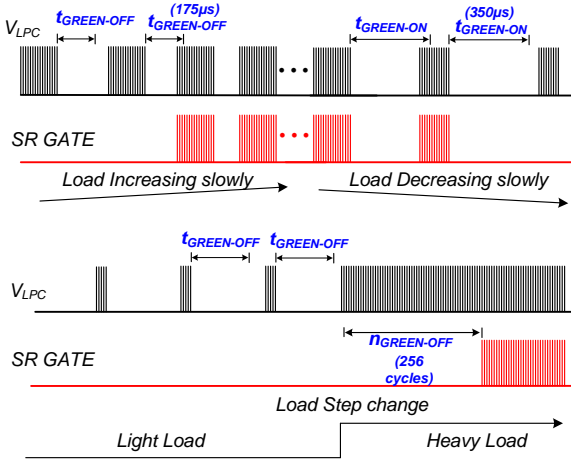 (175µs)
(350µs)
VLPC
tGREEN-OFF
tGREEN-OFF
tGREEN-ON
tGREEN-ON
SR GATE
Load Increasing slowly
Load Decreasing slowly
tGREEN-OFF
tGREEN-OFF
VLPC
nGREEN-OFF
(256
cycles)
SR GATE
Load Step change
Light Load
Heavy Load